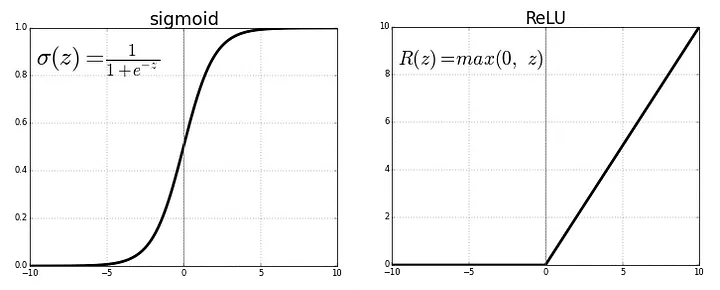 sigmoid
σ(z) = 1/(1+e^{-z})
1.0
0.8
0.6
0.4
0.2
0.0
−10 −5 0 5 10
ReLU
R(z) = max(0, z)
10
8
6
4
2
0
−10 −5 0 5 10